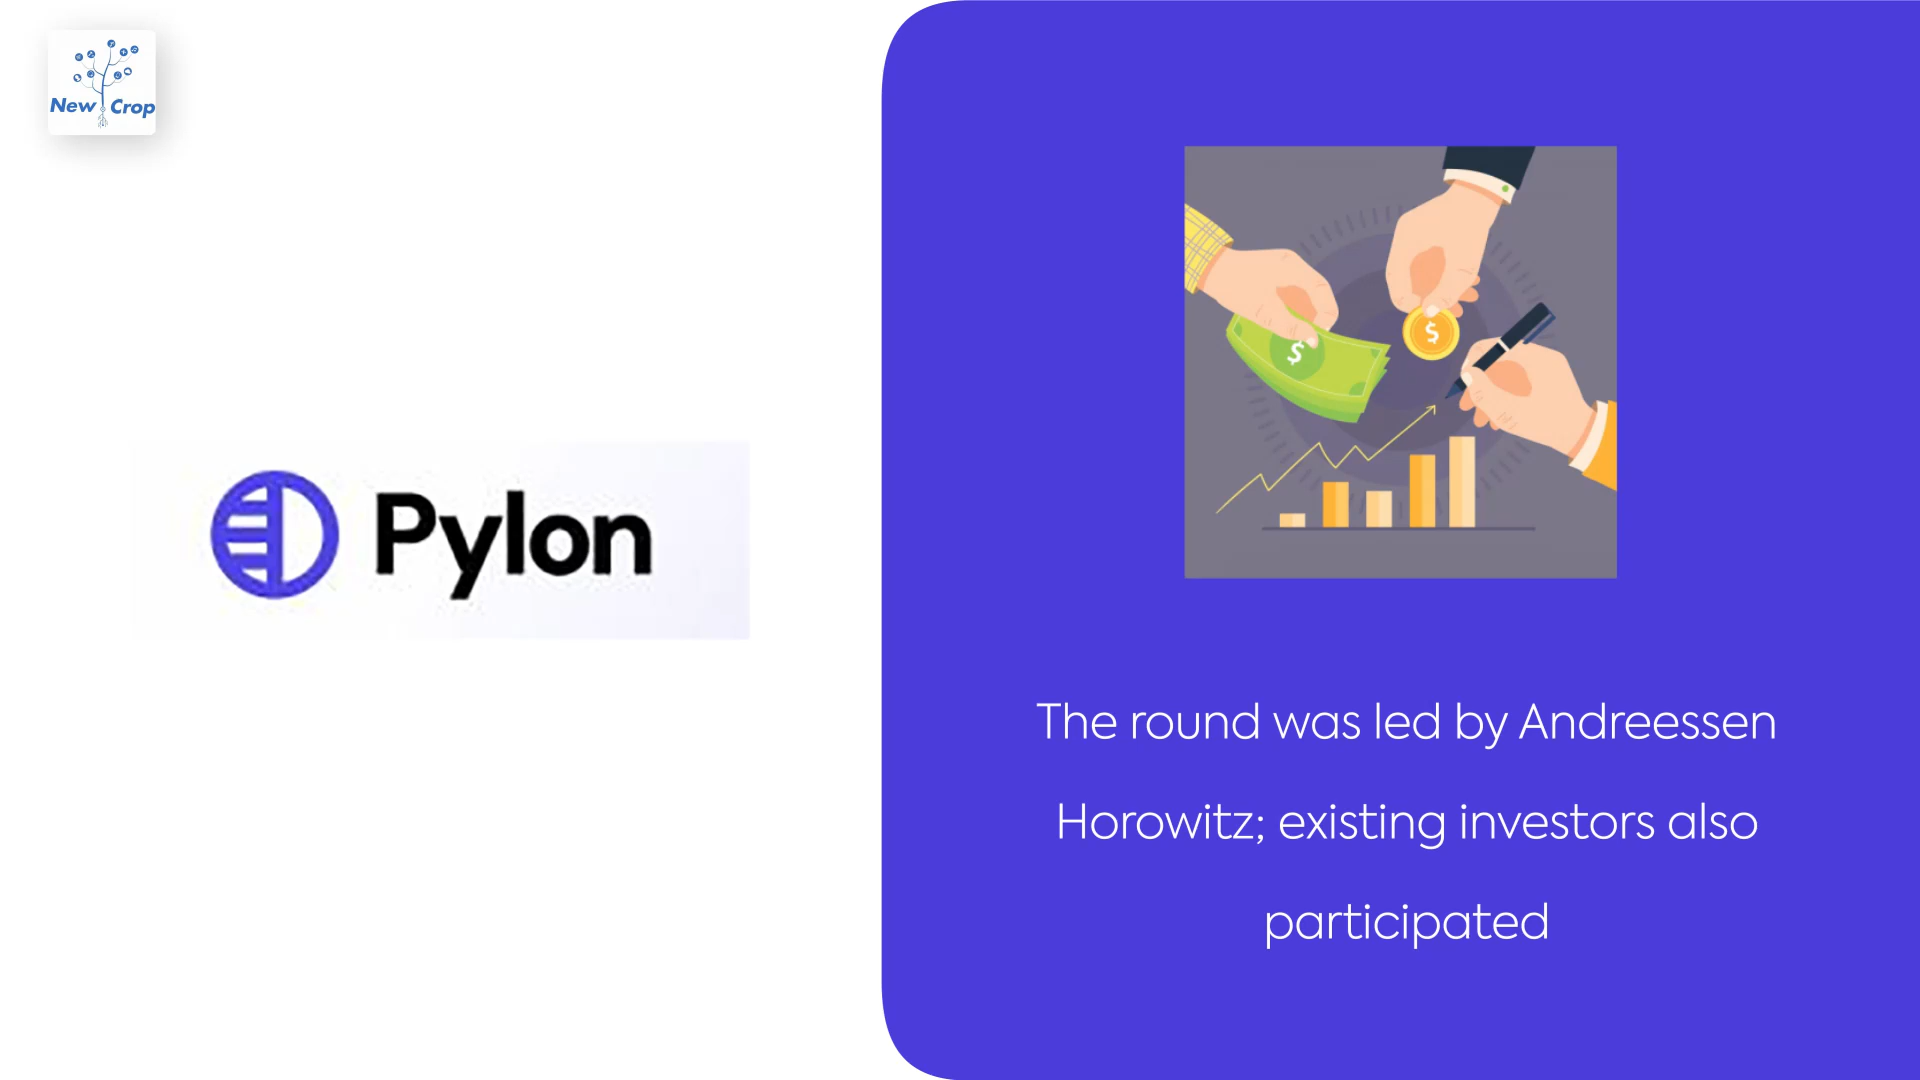 New Crop
Pylon
$
$
The round was led by Andreessen
Horowitz; existing investors also
participated